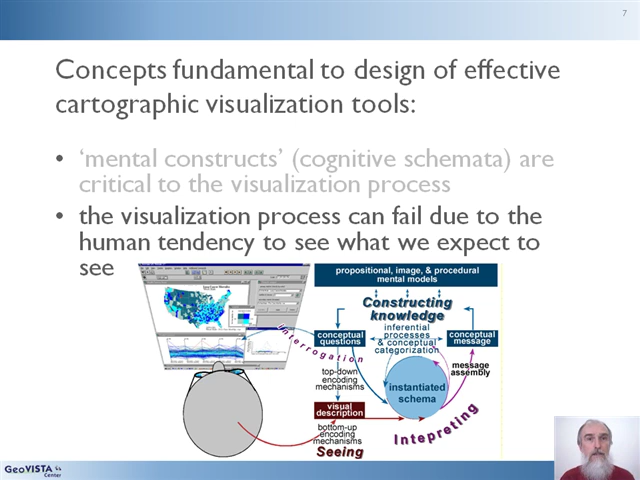 7
Concepts fundamental to design of effective
cartographic visualization tools:
• 'mental constructs' (cognitive schemata) are
critical to the visualization process
• the visualization process can fail due to the
human tendency to see what we expect to
see
propositional, image, & procedural
mental models
Constructing
knowledge
conceptual
questions
inferential
processes
& conceptual
categorization
conceptual
message
Interrogation
top-down
encoding
mechanisms
message
assembly
instantiated
schema
visual
description
bottom-up
encoding
mechanisms
Intepreting
Seeing
GeoVISTA
Center